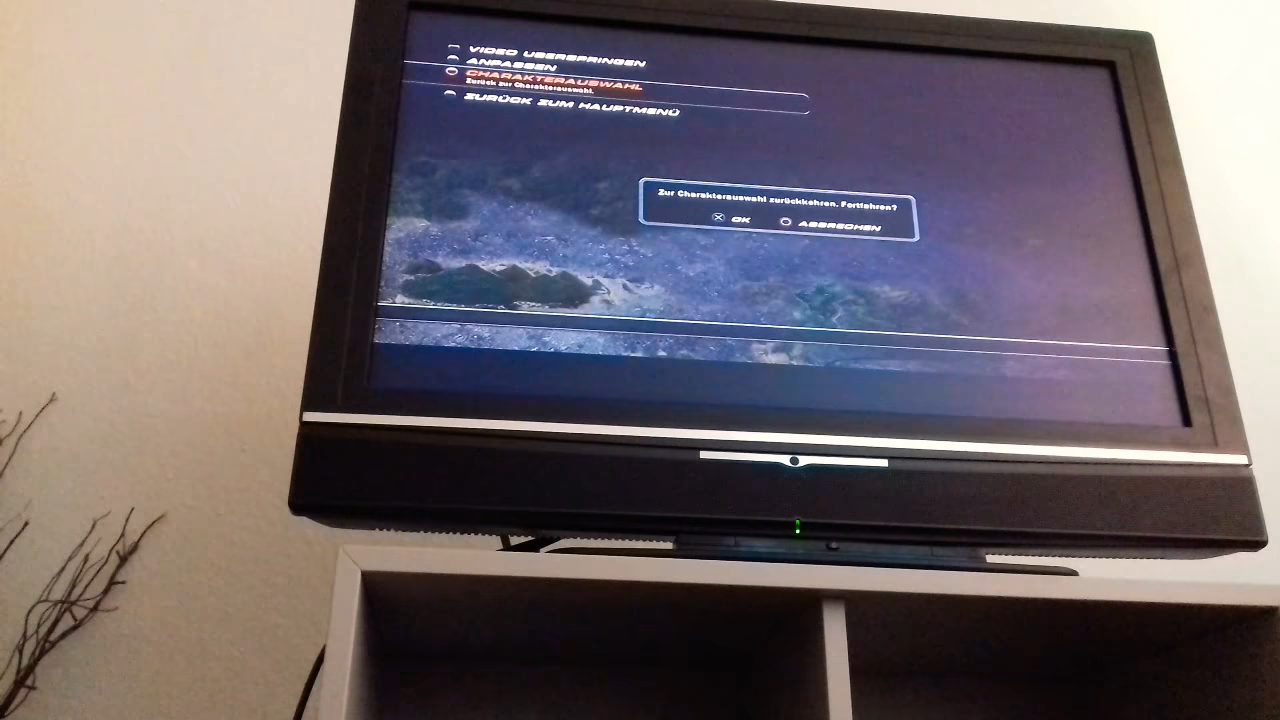 VIDEO ÜBERSPRINGEN
ANPASSEN
CHARAKTERAUSWAHL
Zurück zur Charakterauswahl.
ZURÜCK ZUM HAUPTMENÜ
Zur Charakterauswahl zurückkehren. Fortfahren?
OK ABBRECHEN